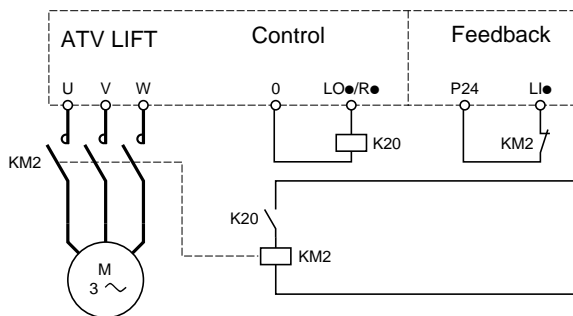 ATV LIFT Control Feedback
U V W 0 LO●/R● P24 LI●
K20 KM2
KM2
K20
KM2
M
3 ~